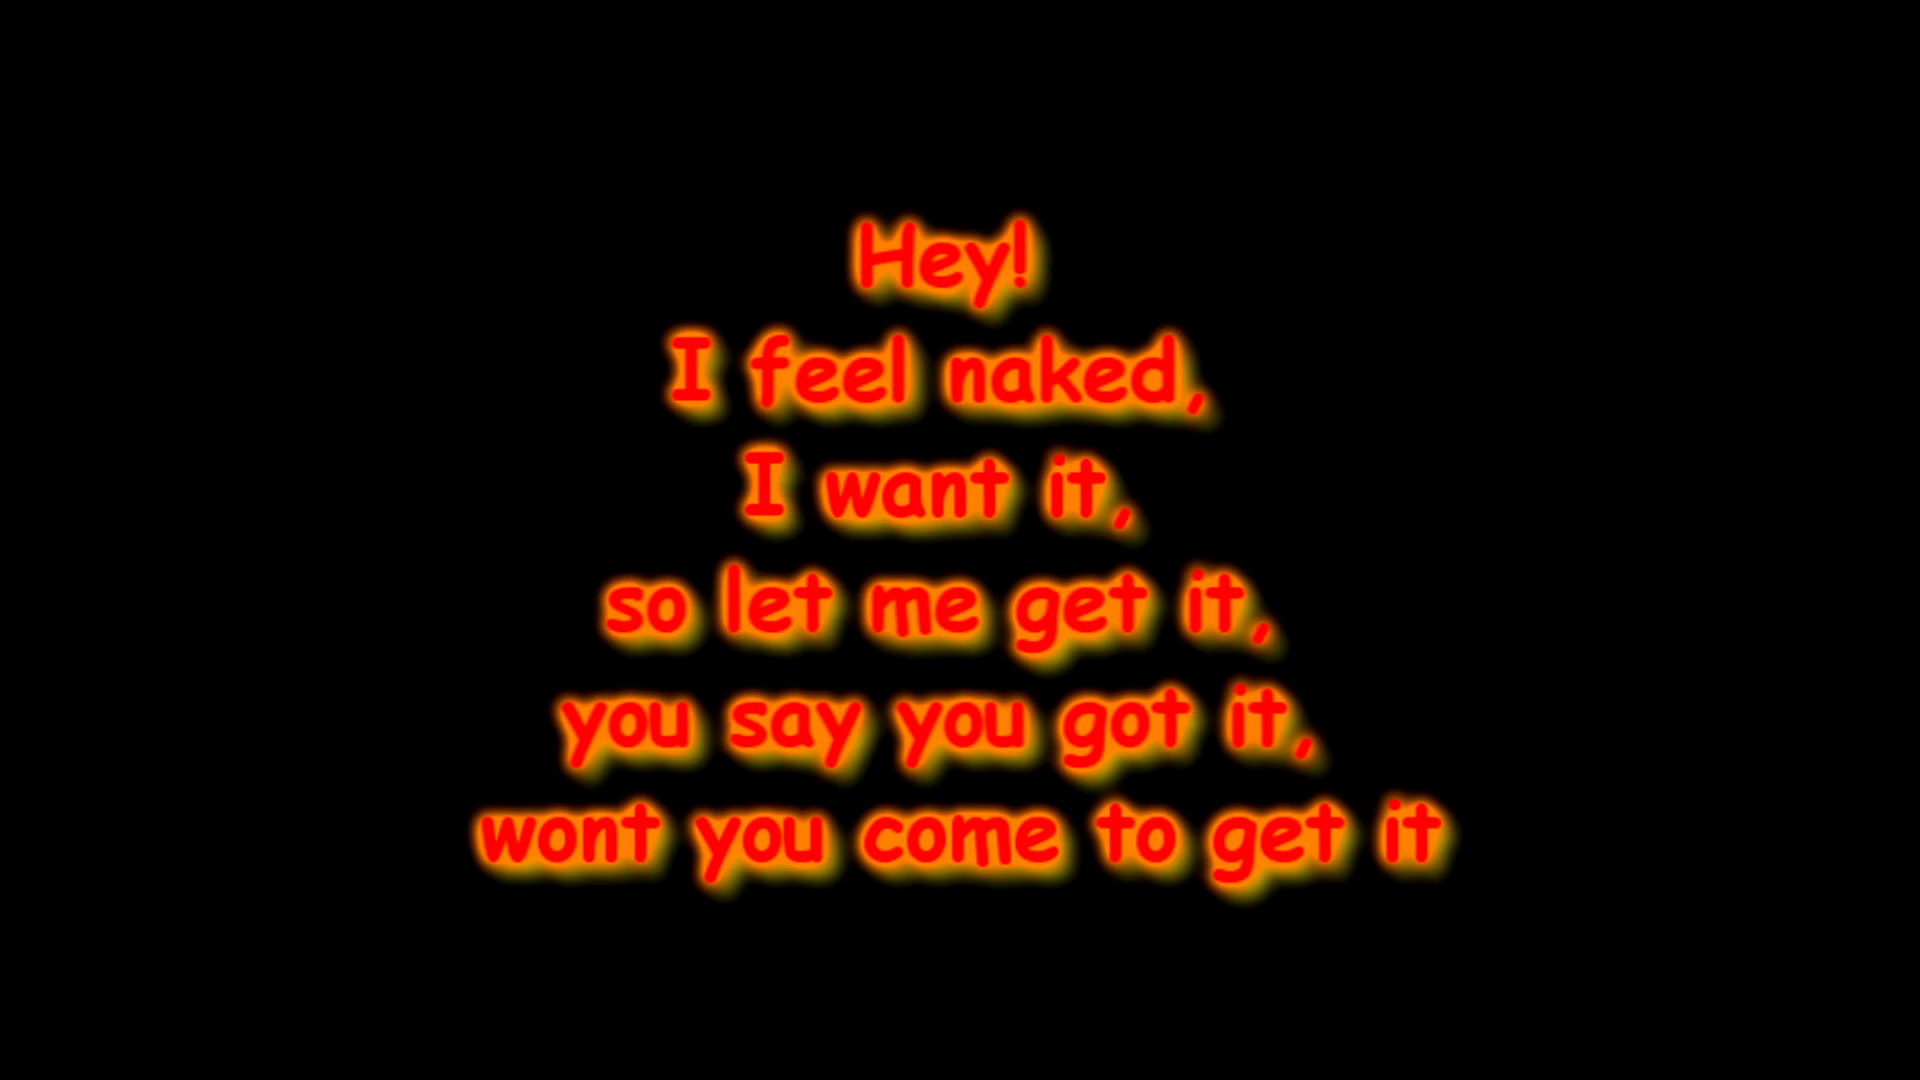 Hey!
I feel naked,
I want it,
so let me get it,
you say you got it,
wont you come to get it